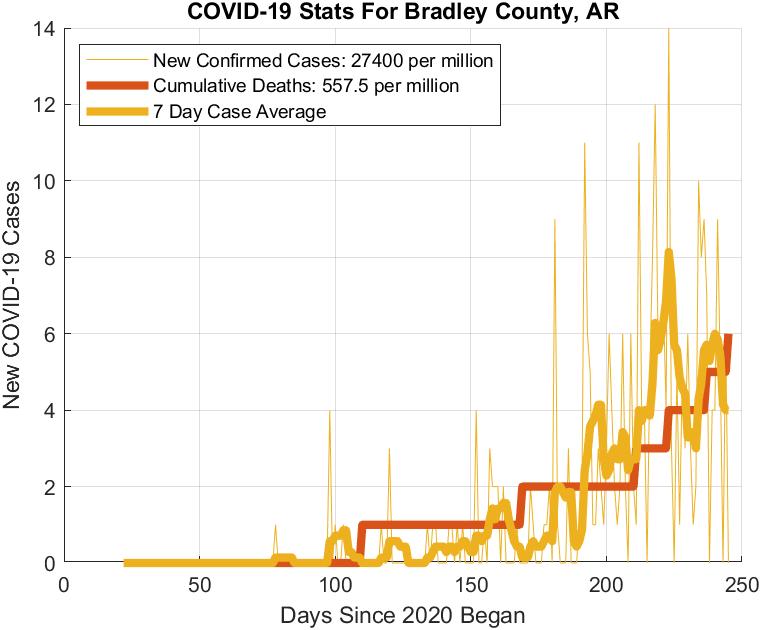 COVID-19 Stats For Bradley County, AR
New Confirmed Cases: 27400 per million
Cumulative Deaths: 557.5 per million
7 Day Case Average
New COVID-19 Cases
14
12
10
8
6
4
2
0
0 50 100 150 200 250
Days Since 2020 Began